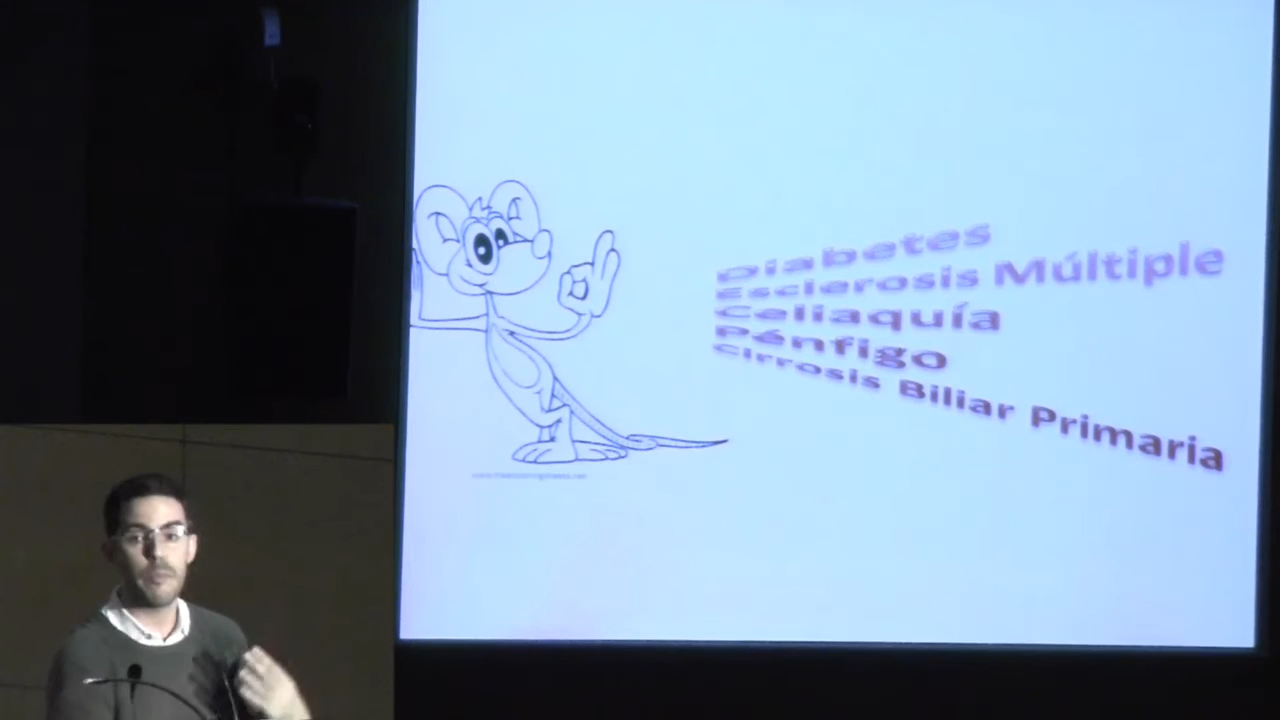 Diabetes
Esclerosis Múltiple
Celiaquía
Pénfigo
Cirrosis Biliar Primaria